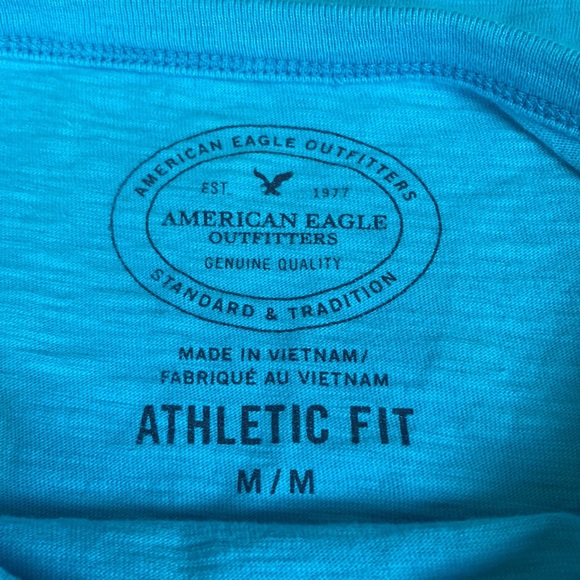 AMERICAN EAGLE OUTFITTERS
EST. 1977
AMERICAN EAGLE
OUTFITTERS
GENUINE QUALITY
STANDARD & TRADITION
MADE IN VIETNAM/
FABRIQUÉ AU VIETNAM
ATHLETIC FIT
M/M